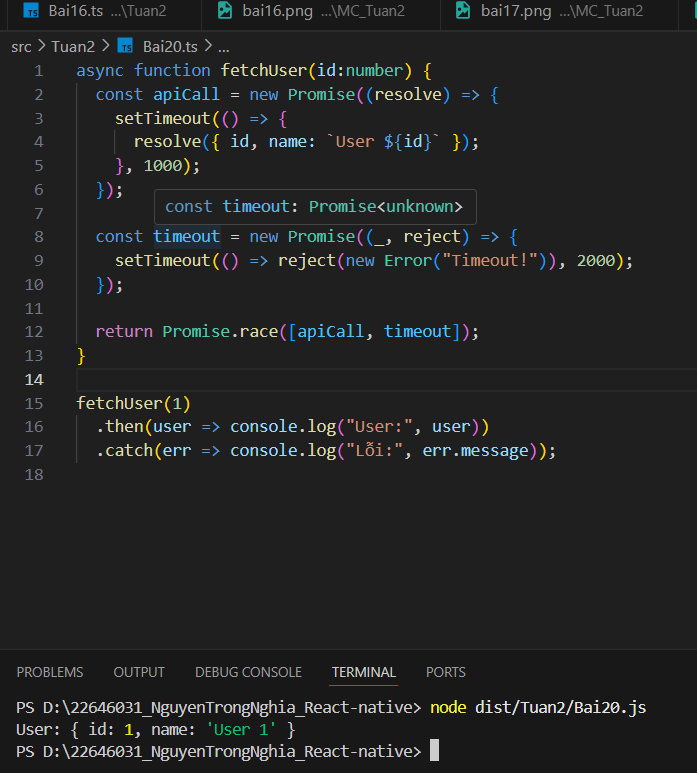 TS Bai16.ts ...\Tuan2 bai16.png ...\MC_Tuan2 bai17.png ...\MC_Tuan2
src > Tuan2 > TS Bai20.ts > ...
1 async function fetchUser(id:number) {
2 const apiCall = new Promise((resolve) => {
3 setTimeout(() => {
4 resolve({ id, name: `User ${id}` });
5 }, 1000);
6 });
7 const timeout: Promise<unknown>
8 const timeout = new Promise((_, reject) => {
9 setTimeout(() => reject(new Error("Timeout!")), 2000);
10 });
11
12 return Promise.race([apiCall, timeout]);
13 }
14
15 fetchUser(1)
16 .then(user => console.log("User:", user))
17 .catch(err => console.log("Lỗi:", err.message));
18
PROBLEMS OUTPUT DEBUG CONSOLE TERMINAL PORTS
PS D:\22646031_NguyenTrongNghia_React-native> node dist/Tuan2/Bai20.js
User: { id: 1, name: 'User 1' }
PS D:\22646031_NguyenTrongNghia_React-native>